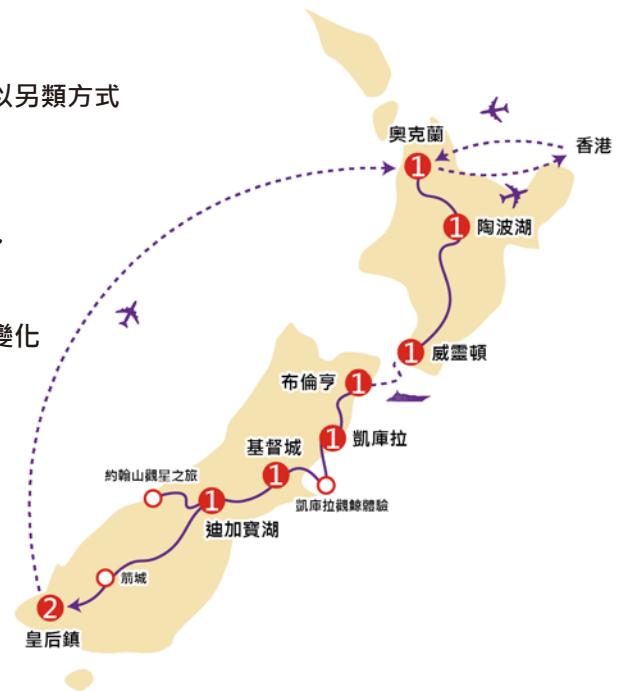 以另類方式
變化
奧克蘭
香港
1
1
陶波湖
1
威靈頓
布倫亨
1
1
凱庫拉
基督城
1
約翰山觀星之旅
凱庫拉觀鯨體驗
1
迪加寶湖
箭城
2
皇后鎮